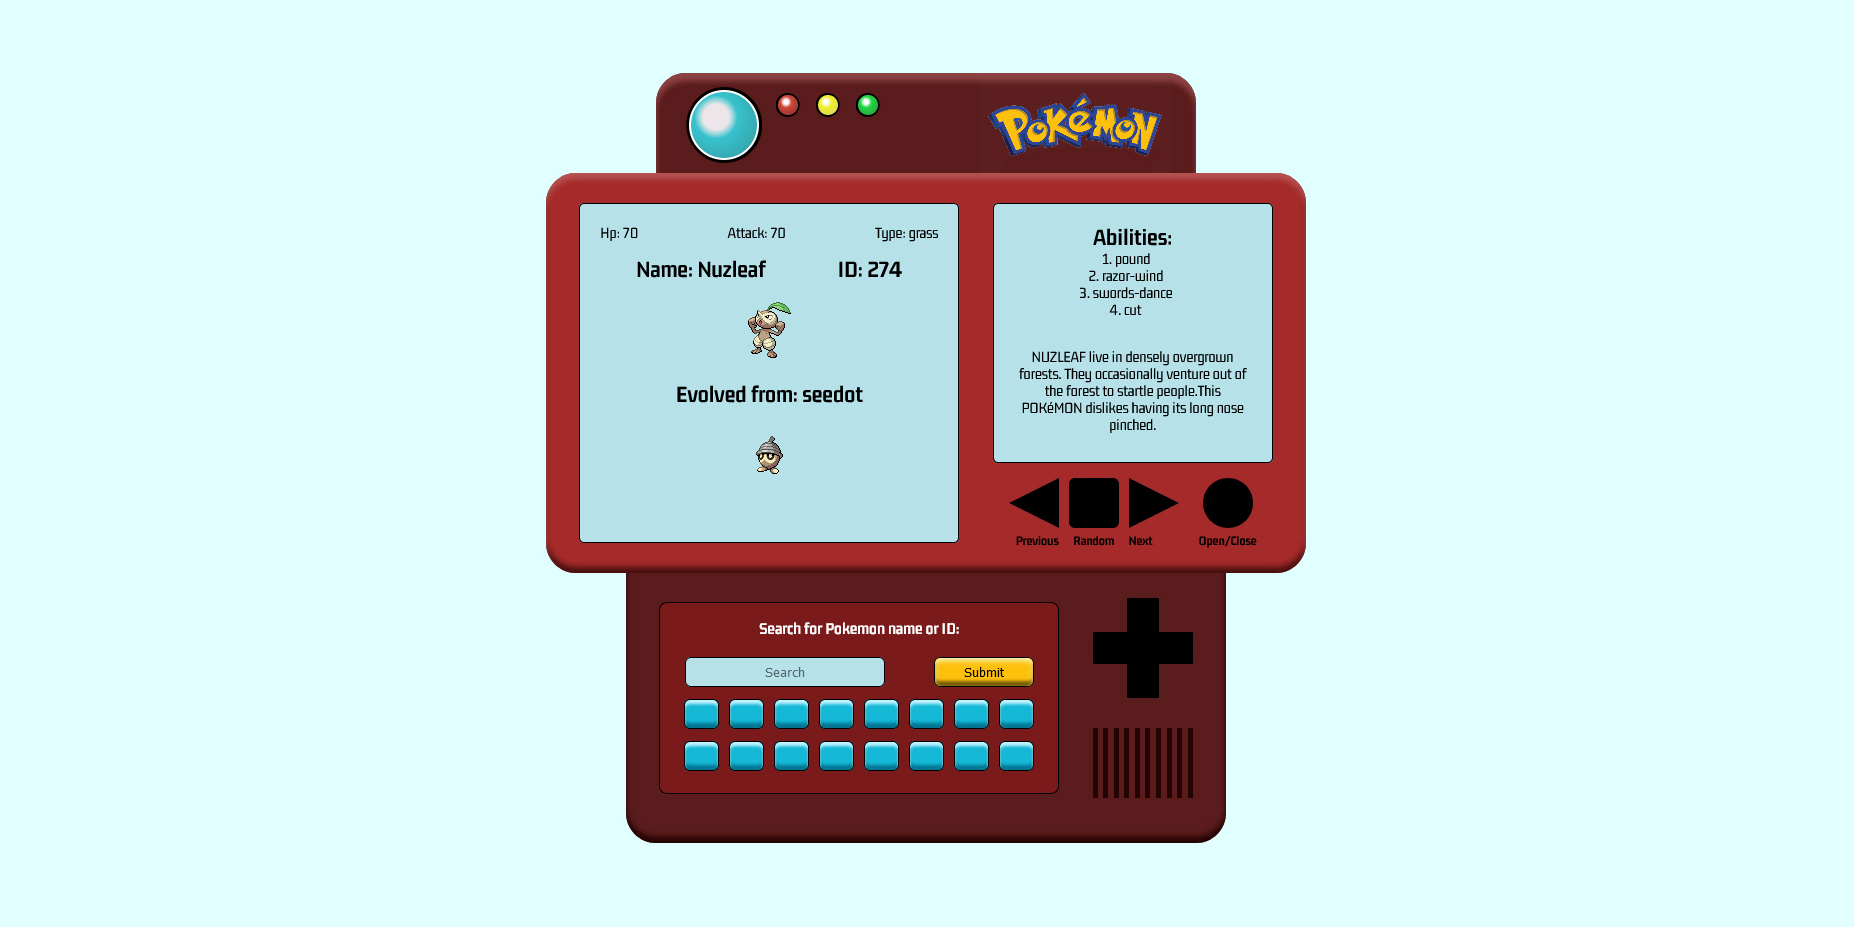 Pokémon
Hp: 70
Attack: 70
Type: grass
Name: Nuzleaf
ID: 274
Evolved from: seedot
Abilities:
1. pound
2. razor-wind
3. swords-dance
4. cut
NUZLEAF live in densely overgrown
forests. They occasionally venture out of
the forest to startle people.This
POKéMON dislikes having its long nose
pinched.
Previous
Random
Next
Open/Close
Search for Pokemon name or ID:
Search
Submit